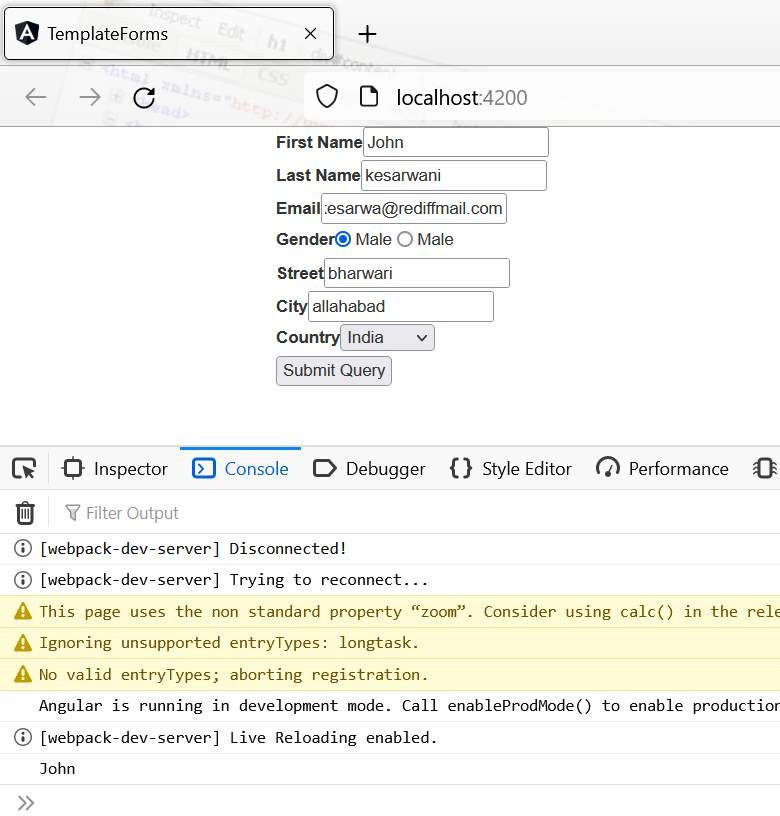 TemplateForms
localhost:4200
First Name John
Last Name kesarwani
Email esarwa@rediffmail.com
Gender Male Male
Street bharwari
City allahabad
Country India
Submit Query
Inspector Console Debugger Style Editor Performance
Filter Output
[webpack-dev-server] Disconnected!
[webpack-dev-server] Trying to reconnect...
This page uses the non standard property “zoom”. Consider using calc() in the rele
Ignoring unsupported entryTypes: longtask.
No valid entryTypes; aborting registration.
Angular is running in development mode. Call enableProdMode() to enable production
[webpack-dev-server] Live Reloading enabled.
John